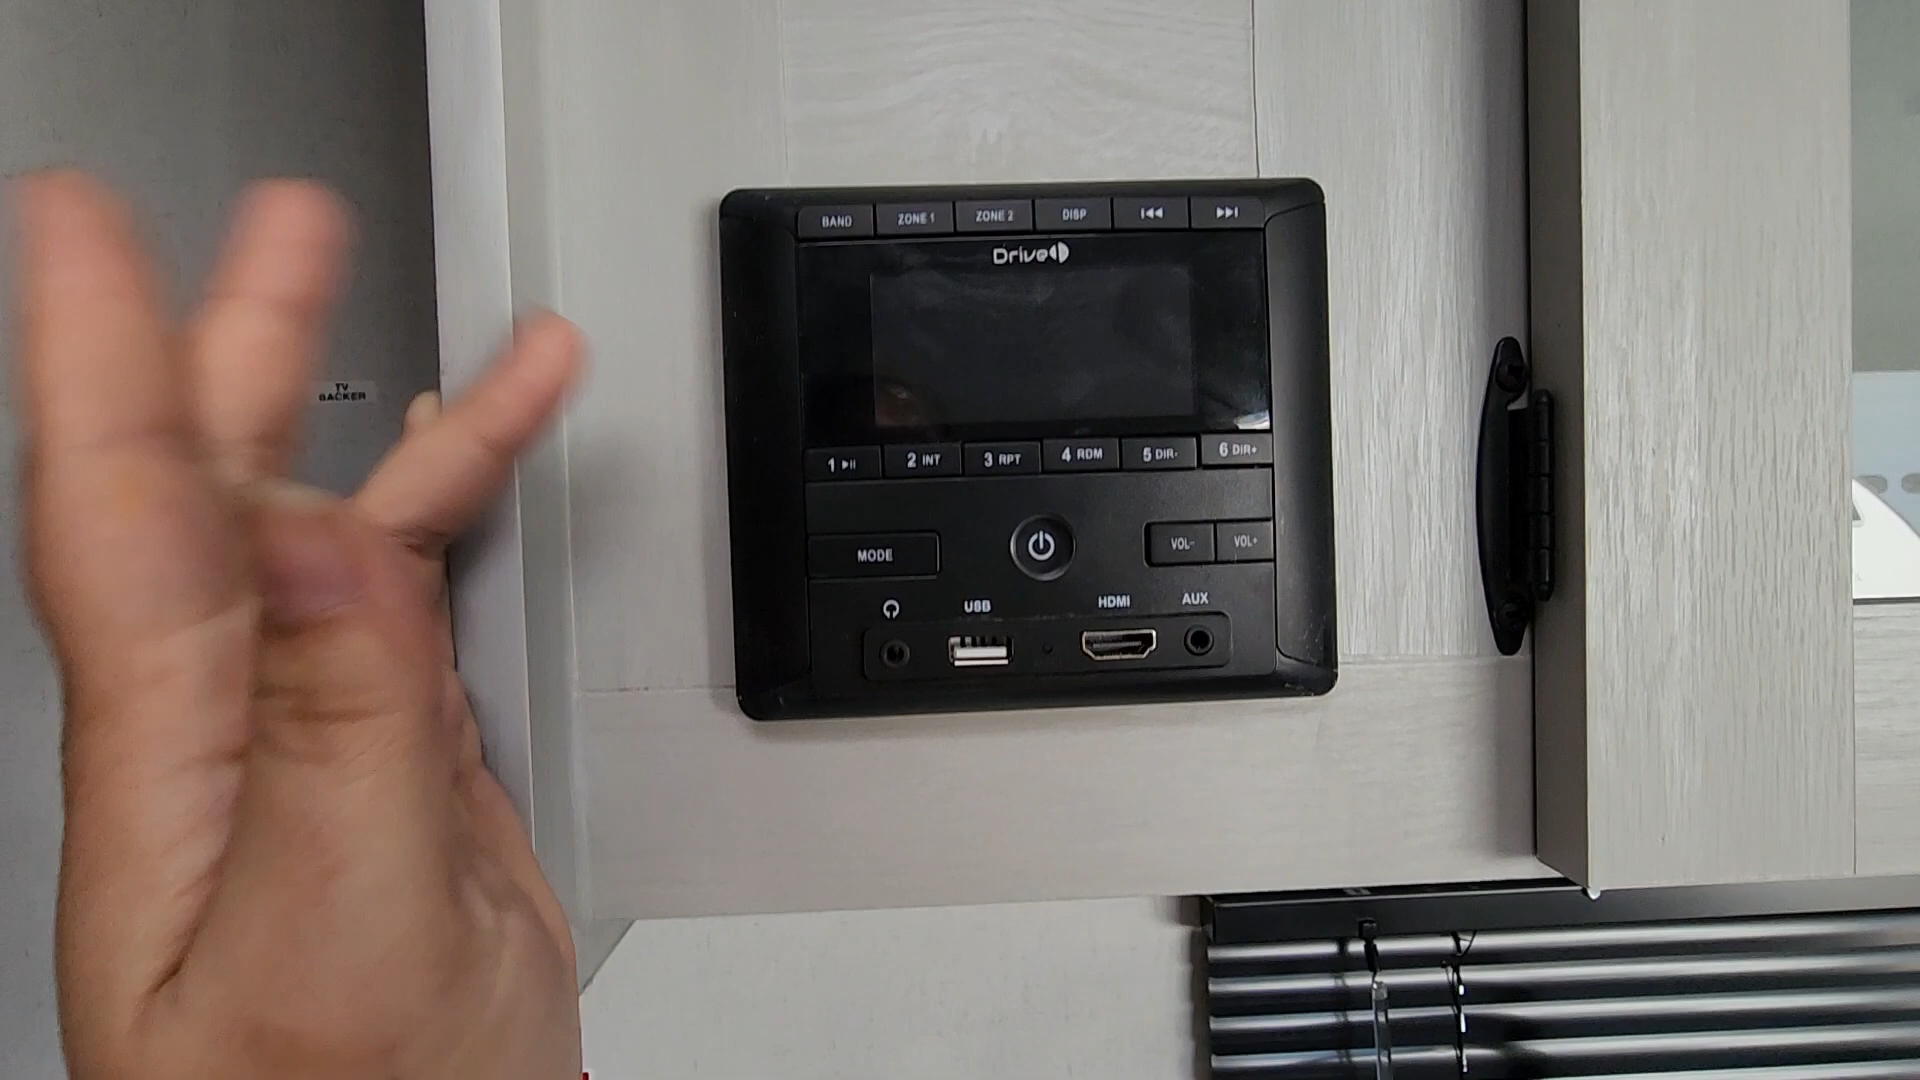 BAND ZONE 1 ZONE 2 DISP
Drive
TV
BACKER
1 2 INT 3 RPT 4 RDM 5 DIR- 6 DIR+
MODE VOL- VOL+
USB HDMI AUX